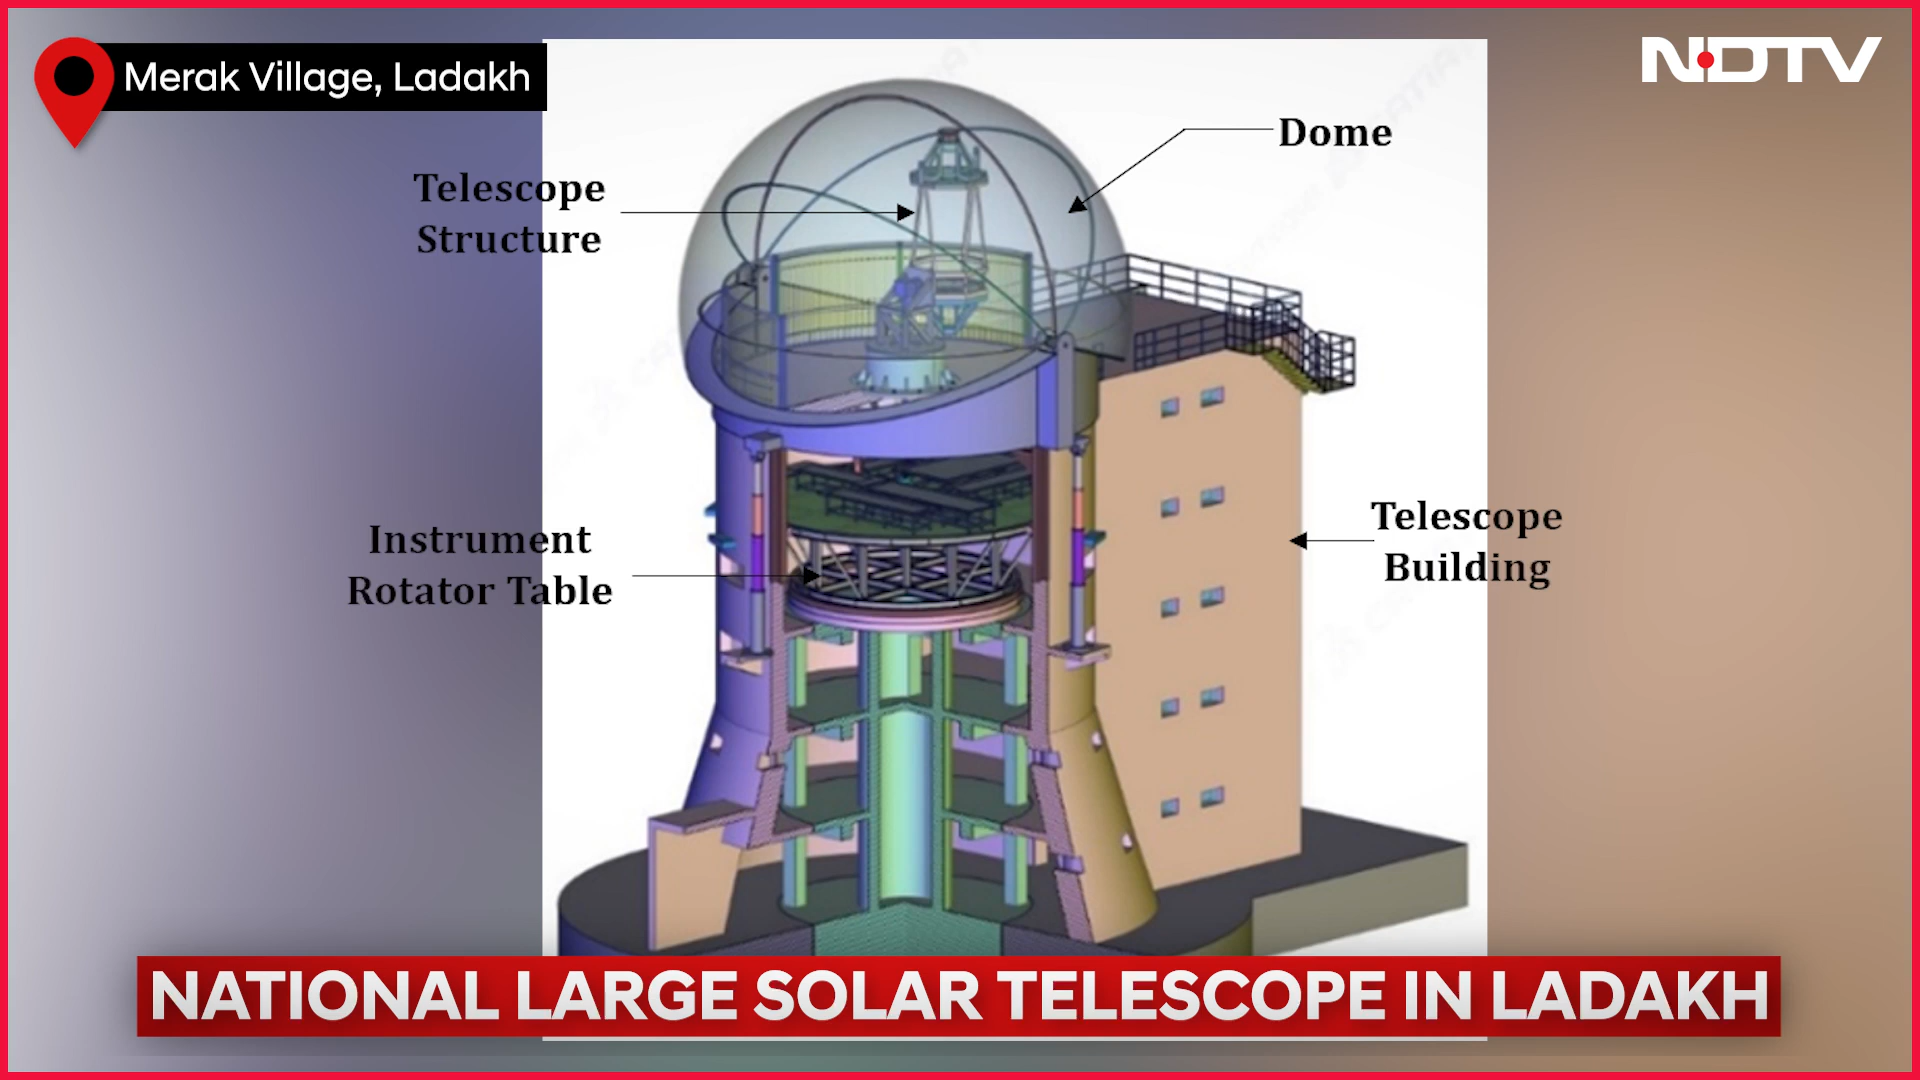 Merak Village, Ladakh
NDTV
Dome
Telescope
Structure
Instrument
Rotator Table
Telescope
Building
NATIONAL LARGE SOLAR TELESCOPE IN LADAKH